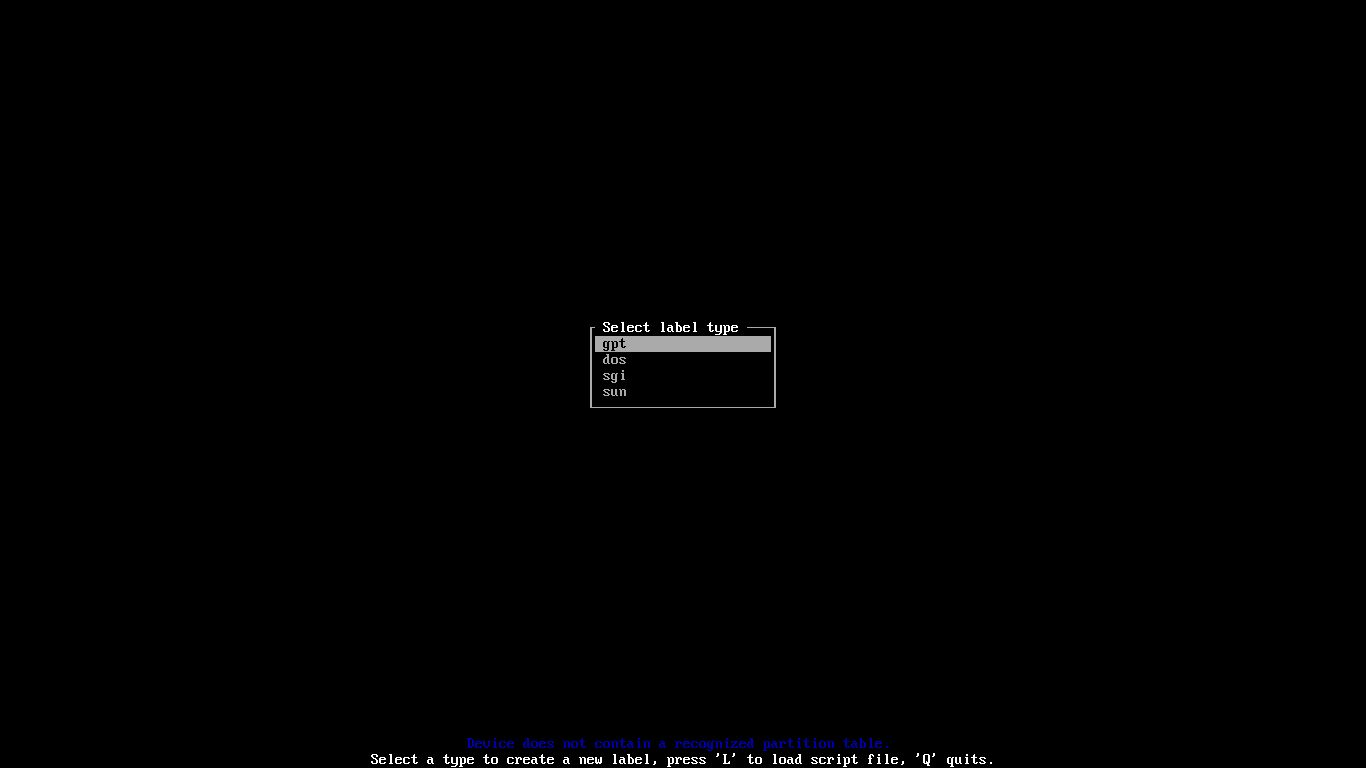 Select label type
gpt
dos
sgi
sun
Device does not contain a recognized partition table.
Select a type to create a new label, press 'L' to load script file, 'Q' quits.